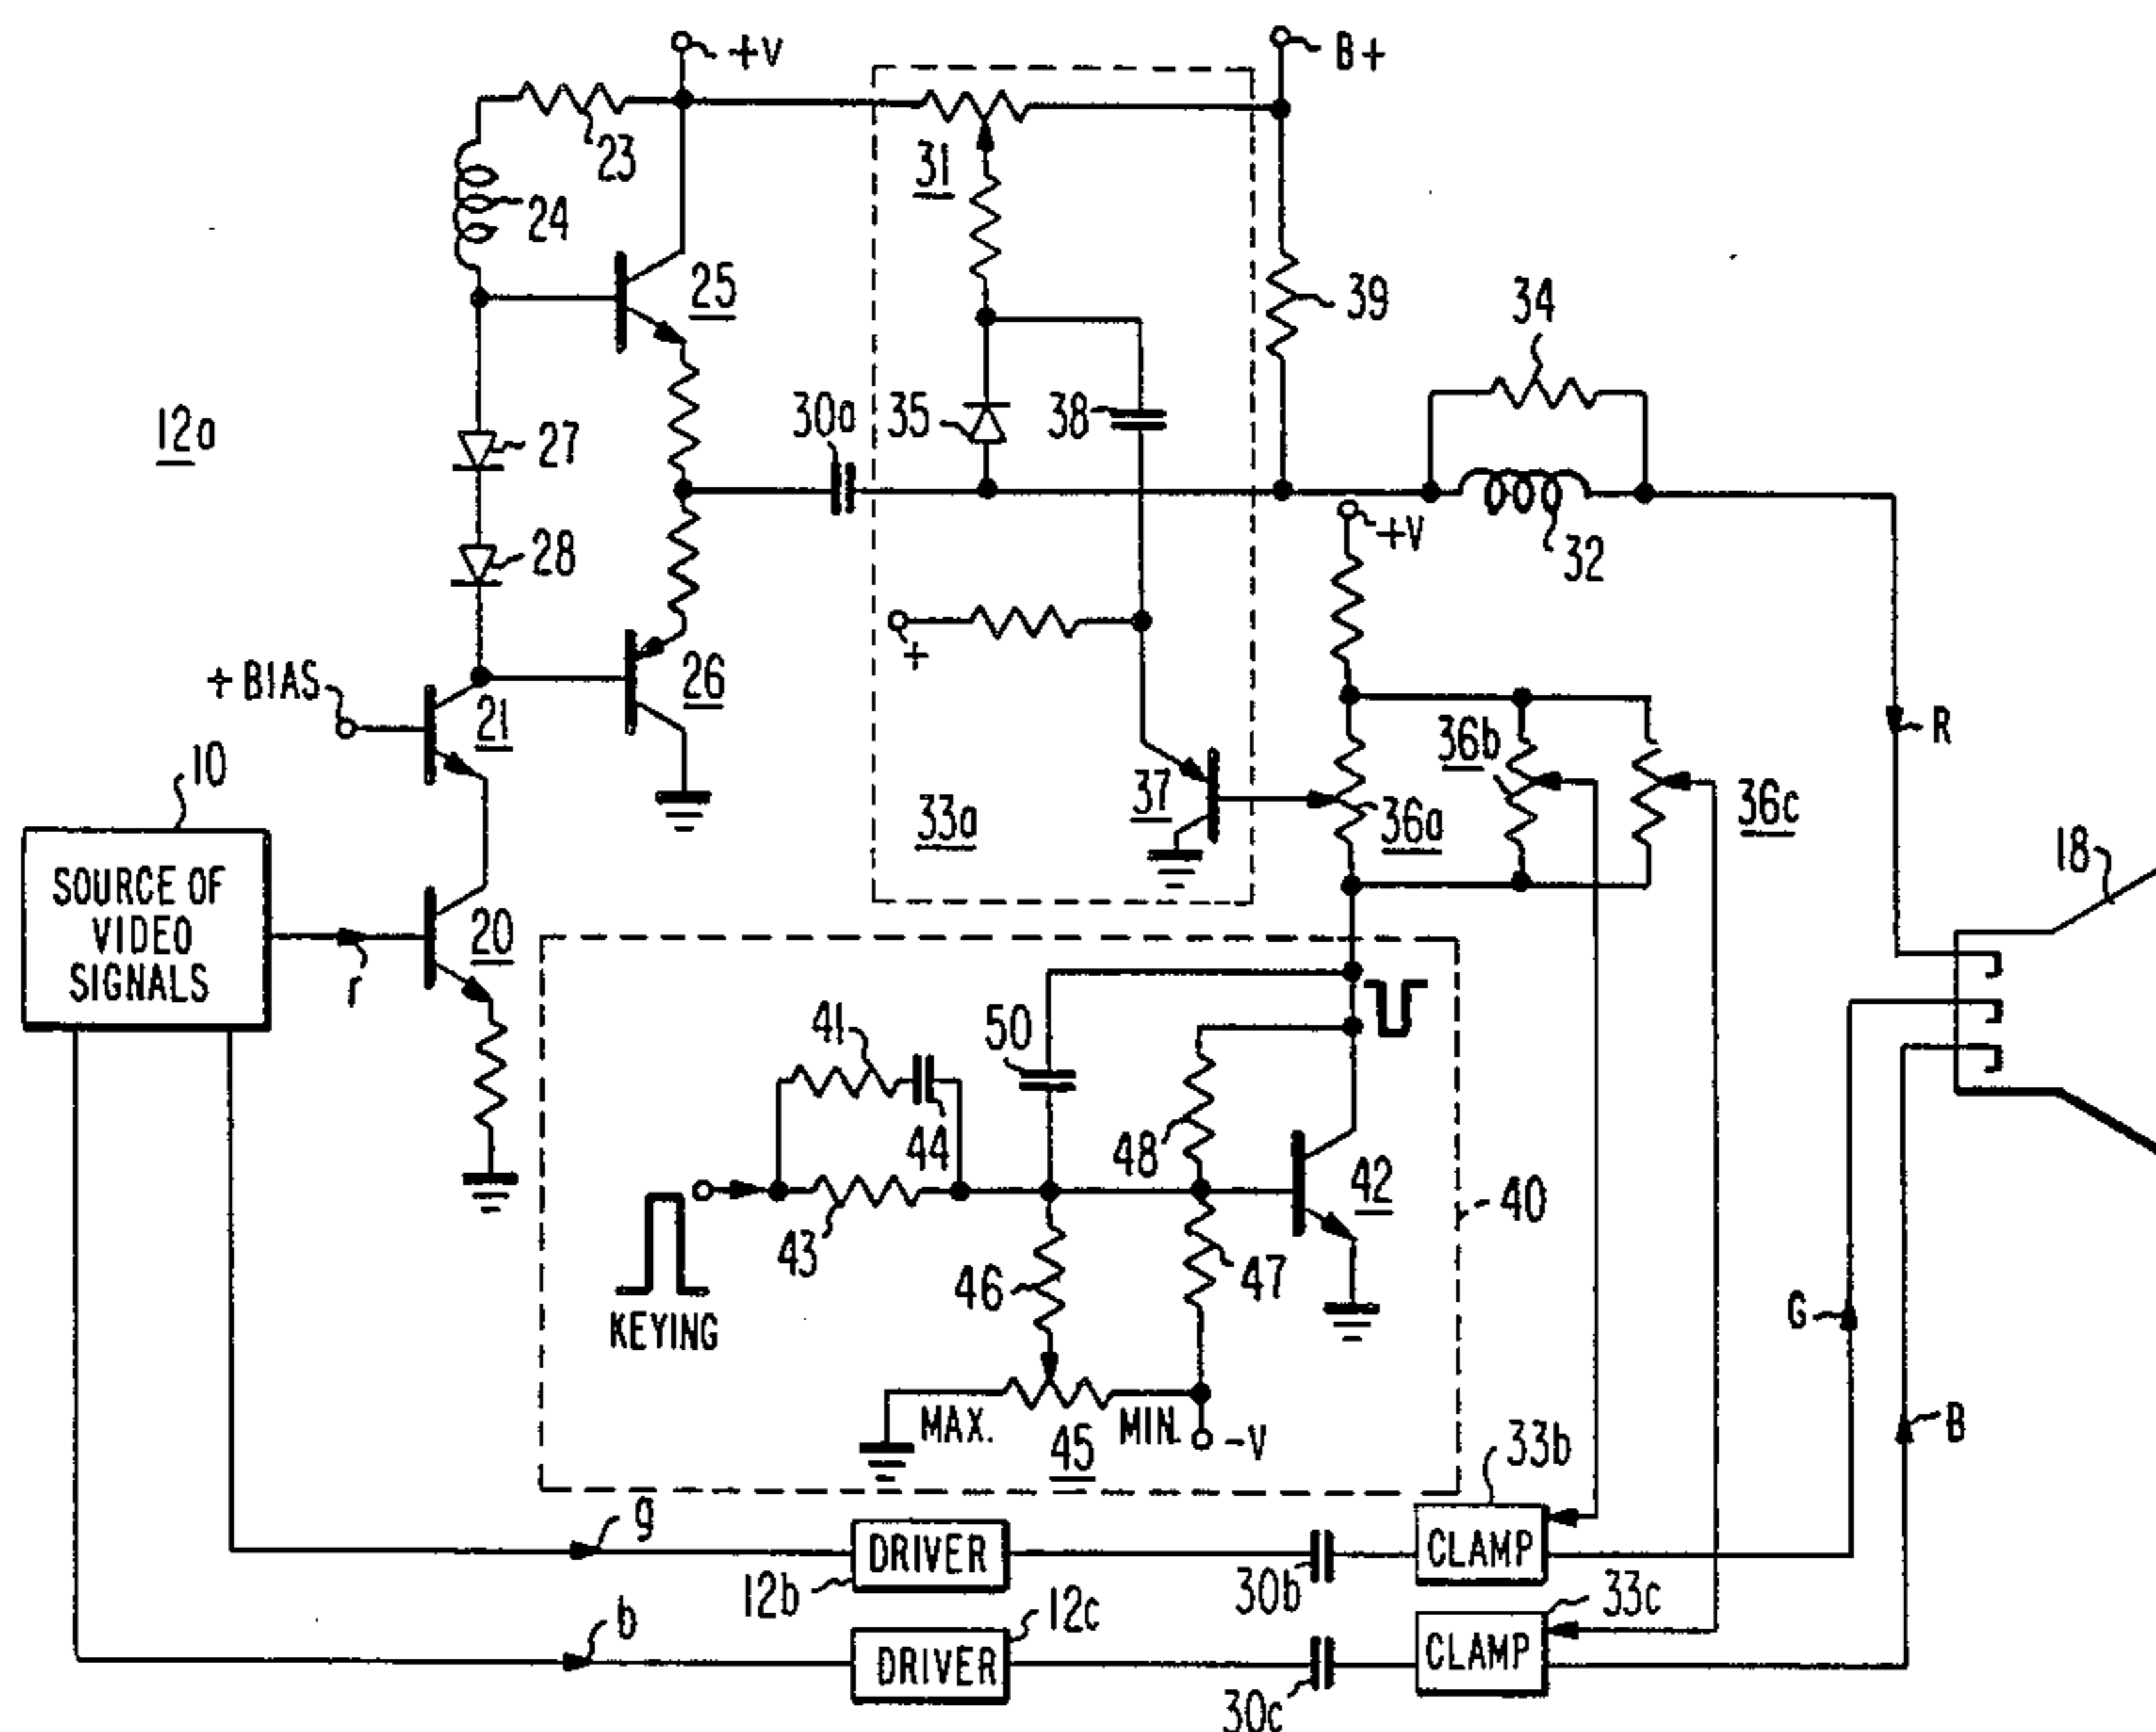 +V
B+
23
31
24
25
39
34
12a
27
30a
35
38
28
+V
32
+BIAS
21
26
+
R
10
36b
37
33a
36a
36c
18
SOURCE OF
VIDEO
SIGNALS
r
20
41
50
G
44
48
42
40
43
46
47
KEYING
B
MAX.
MIN.
-V
45
33b
g
DRIVER
CLAMP
12b
30b
33c
b
12c
DRIVER
CLAMP
30c